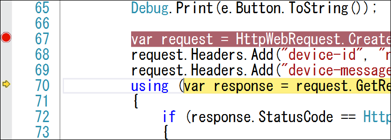 65 Debug.Print(e.Button.ToString());
66
67 var request = HttpWebRequest.Create
68 request.Headers.Add("device-id", "n
69 request.Headers.Add("device-message
70 using (var response = request.GetRe
71 {
72 if (response.StatusCode == HttpS
73 {